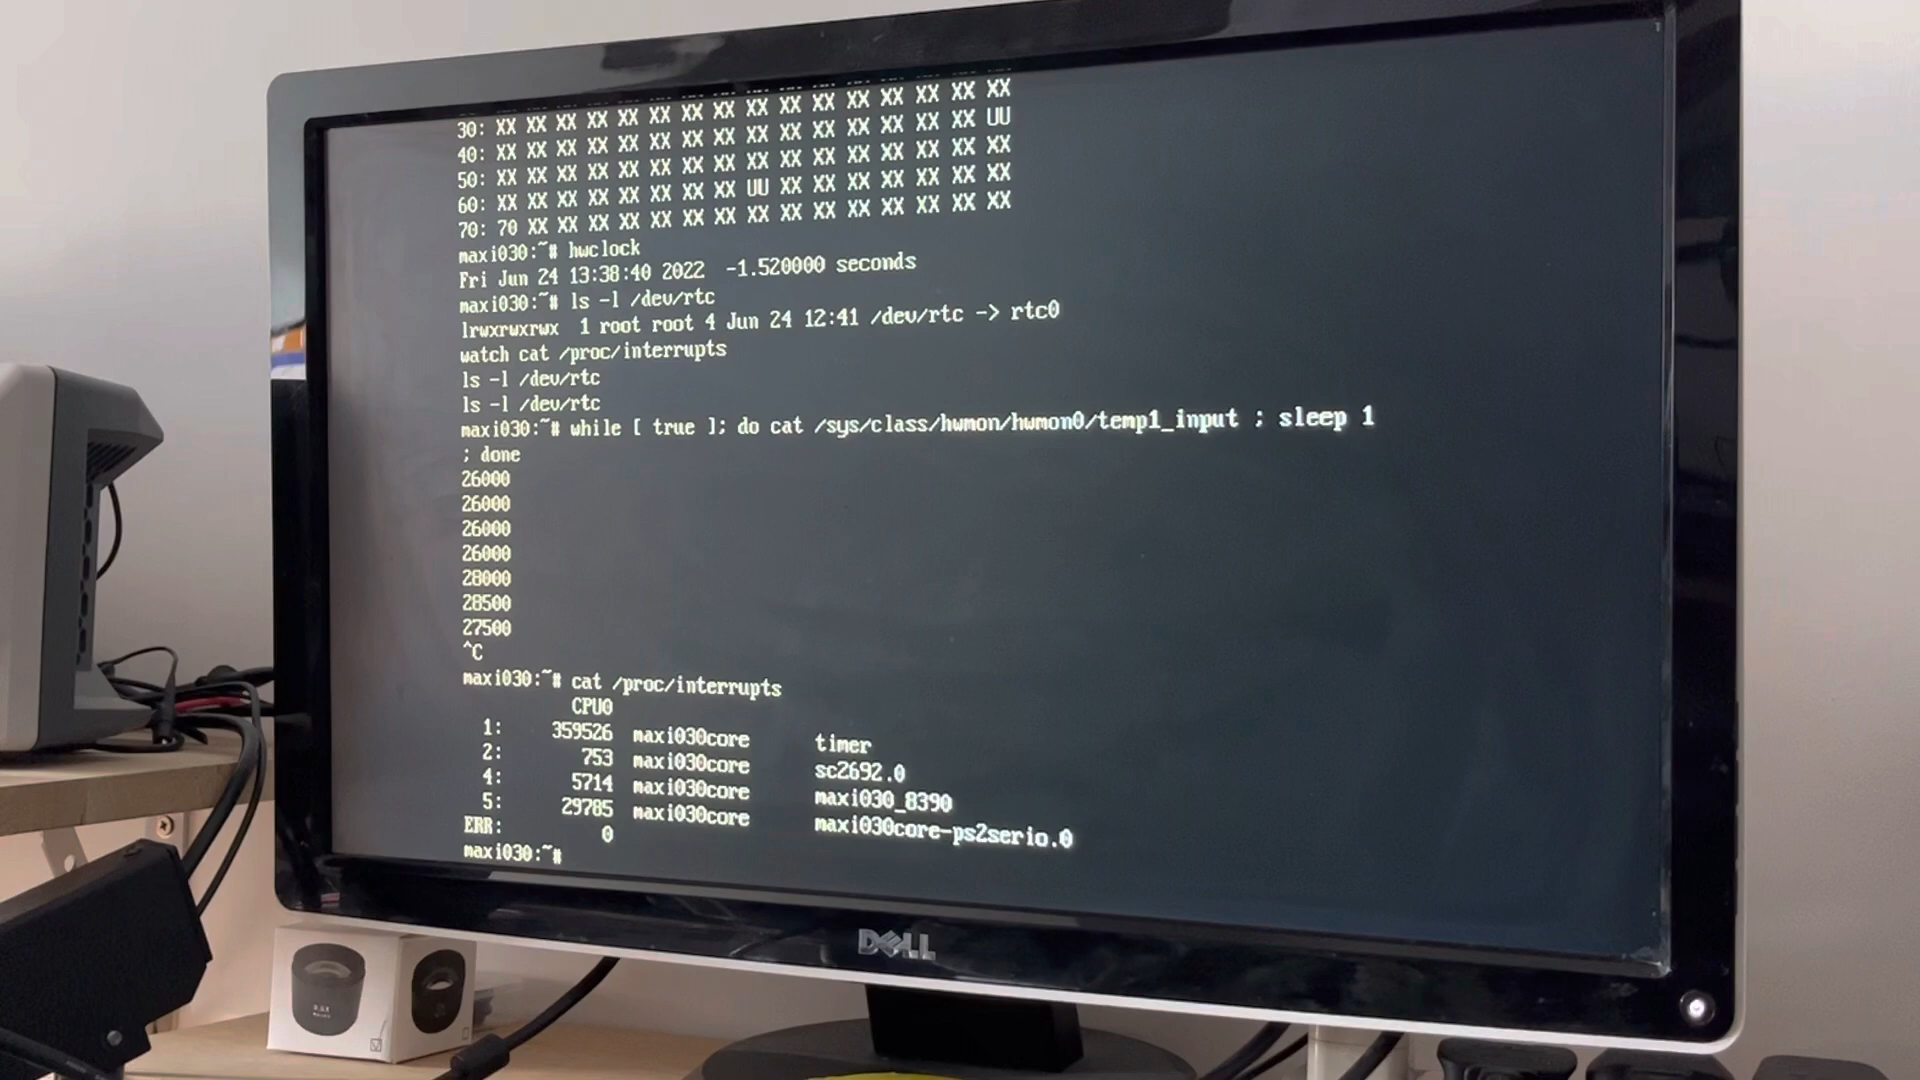 30: XX XX XX XX XX XX XX XX XX XX XX XX XX XX XX XX
40: XX XX XX XX XX XX XX XX XX XX XX XX XX XX XX UU
50: XX XX XX XX XX XX XX XX XX XX XX XX XX XX XX XX
60: XX XX XX XX XX XX XX XX UU XX XX XX XX XX XX XX
70: 70 XX XX XX XX XX XX XX XX XX XX XX XX XX XX XX
maxi030:~# hwclock
Fri Jun 24 13:38:40 2022  -1.520000 seconds
maxi030:~# ls -l /dev/rtc
lrwxrwxrwx  1 root root 4 Jun 24 12:41 /dev/rtc -> rtc0
watch cat /proc/interrupts
ls -l /dev/rtc
ls -l /dev/rtc
maxi030:~# while [ true ]; do cat /sys/class/hwmon/hwmon0/temp1_input ; sleep 1
; done
26000
26000
26000
26000
28000
28500
27500
^C
maxi030:~# cat /proc/interrupts
CPU0
1: 359526 maxi030core timer
2: 753 maxi030core sc2692.0
4: 5714 maxi030core maxi030_8390
5: 29785 maxi030core maxi030core-ps2serio.0
ERR: 0
maxi030:~#
DELL